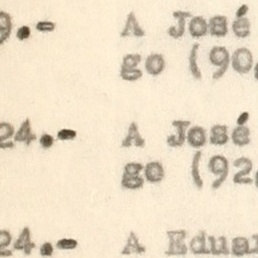 9.- A José
go (90
24.- A José
go (92
24.- A Eduar